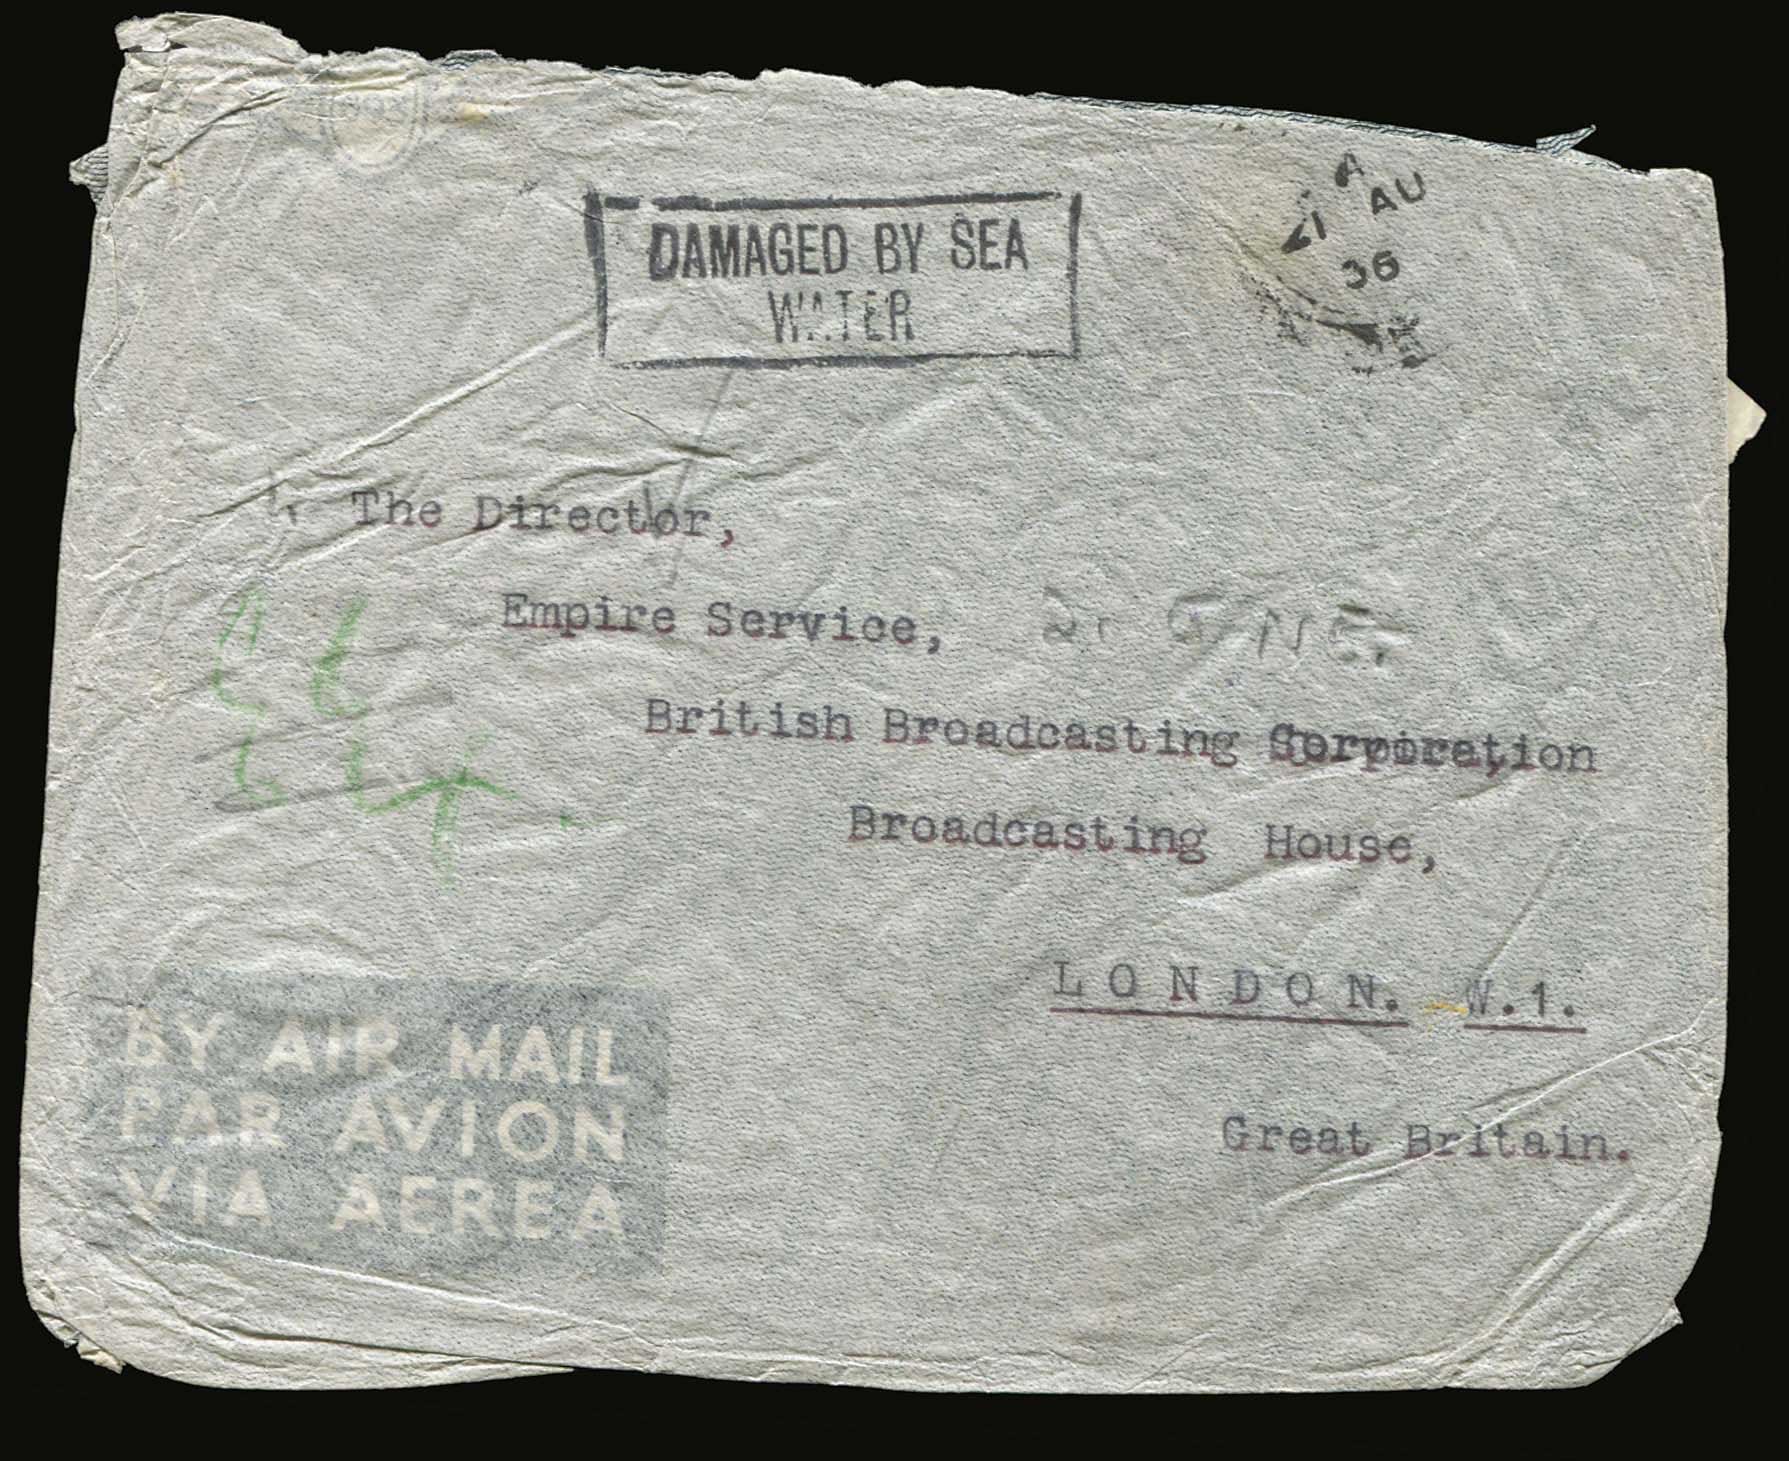 A
AU
36
DAMAGED BY SEA
WATER
The Director,
Empire Service,
British Broadcasting Corporation
Broadcasting House,
LONDON. W.1.
Great Britain.
BY AIR MAIL
PAR AVION
VIA AEREA